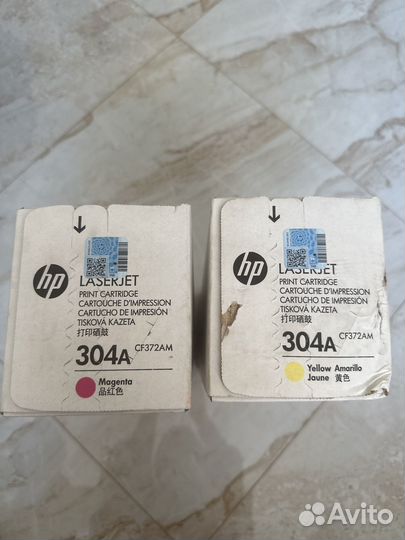 hp
LASERJET
PRINT CARTRIDGE
CARTOUCHE D'IMPRESSION
CARTUCHO DE IMPRESIÓN
TISKOVÁ KAZETA
打印硒鼓
304A CF372AM
Magenta
品紅色
hp
LASERJET
PRINT CARTRIDGE
CARTOUCHE D'IMPRESSION
CARTUCHO DE IMPRESIÓN
TISKOVÁ KAZETA
打印硒鼓
304A CF372AM
Yellow Amarillo
Jaune 黄色
Avito